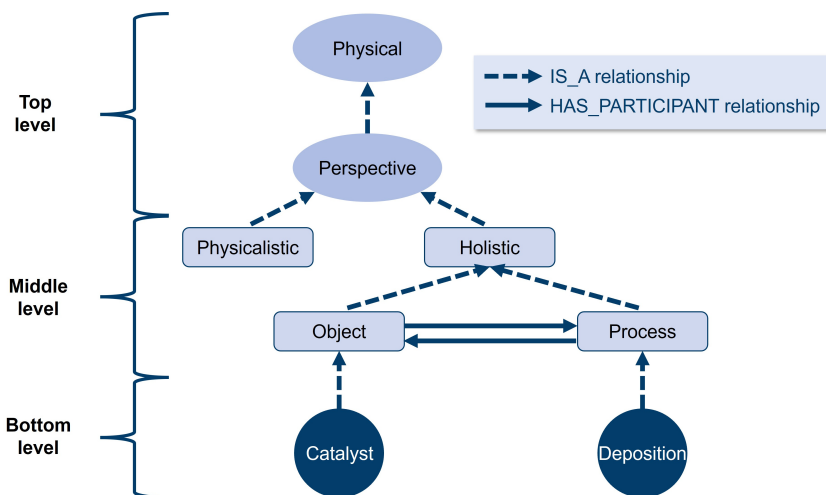 Physical
IS_A relationship
HAS_PARTICIPANT relationship
Top
level
Perspective
Physicalistic
Holistic
Middle
level
Object
Process
Bottom
level
Catalyst
Deposition